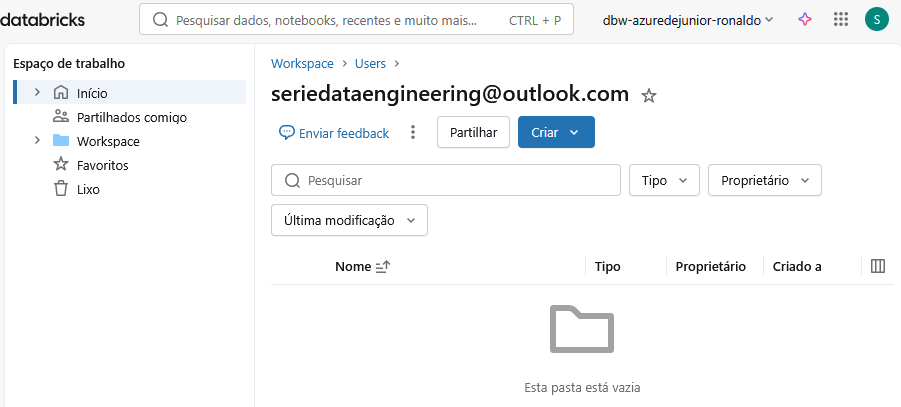 databricks
Pesquisar dados, notebooks, recentes e muito mais...
CTRL + P
dbw-azuredejunior-ronaldo
S
Espaço de trabalho
Início
Partilhados comigo
Workspace
Favoritos
Lixo
Workspace > Users >
seriedataengineering@outlook.com
Enviar feedback
Partilhar
Criar
Pesquisar
Tipo
Proprietário
Última modificação
Nome Tipo Proprietário Criado a
Esta pasta está vazia